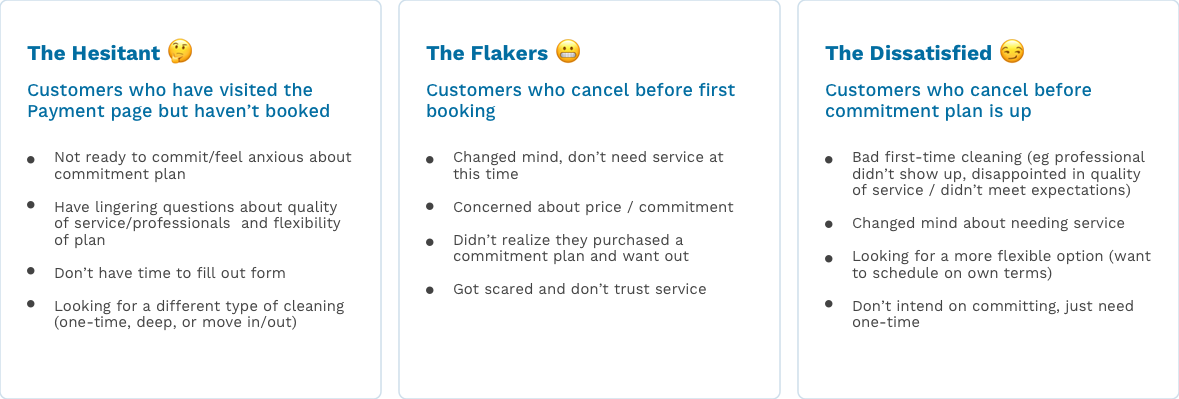 The Hesitant 🤔
Customers who have visited the
Payment page but haven’t booked
● Not ready to commit/feel anxious about
commitment plan
● Have lingering questions about quality
of service/professionals  and flexibility
of plan
● Don’t have time to fill out form
● Looking for a different type of cleaning
(one-time, deep, or move in/out)
The Flakers 😬
Customers who cancel before first
booking
● Changed mind, don’t need service at
this time
● Concerned about price / commitment
● Didn’t realize they purchased a
commitment plan and want out
● Got scared and don’t trust service
The Dissatisfied 😏
Customers who cancel before
commitment plan is up
● Bad first-time cleaning (eg professional
didn’t show up, disappointed in quality
of service / didn’t meet expectations)
● Changed mind about needing service
● Looking for a more flexible option (want
to schedule on own terms)
● Don’t intend on committing, just need
one-time